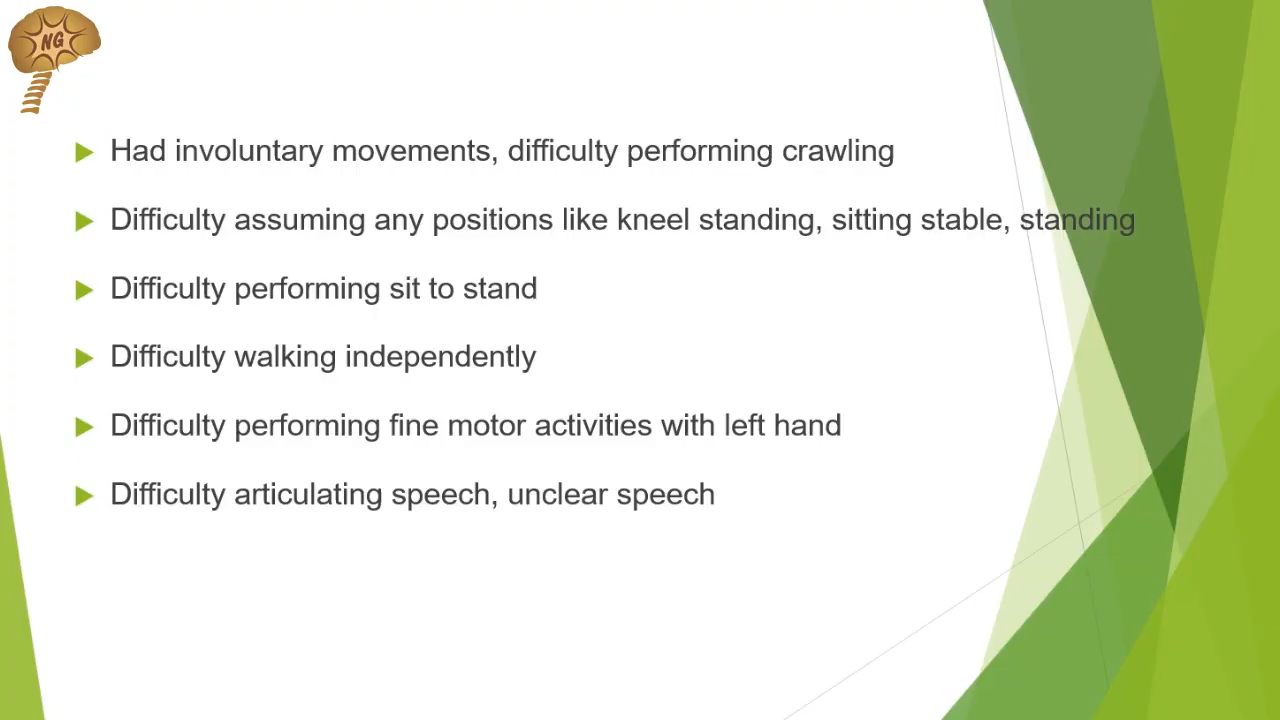 NG
Had involuntary movements, difficulty performing crawling
Difficulty assuming any positions like kneel standing, sitting stable, standing
Difficulty performing sit to stand
Difficulty walking independently
Difficulty performing fine motor activities with left hand
Difficulty articulating speech, unclear speech